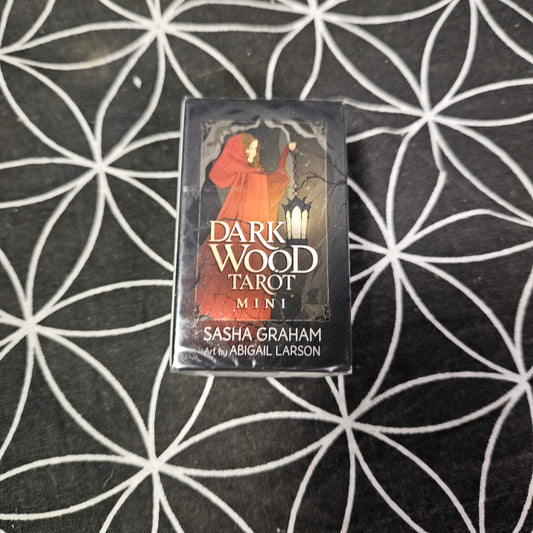 DARK
WOOD
TAROT
MINI
SASHA GRAHAM
Art by ABIGAIL LARSON